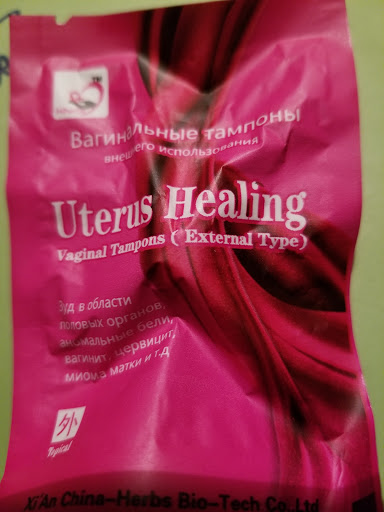 Вагинальные тампоны
внешнего использования
Uterus Healing
Vaginal Tampons ( External Type)
Зуд в области
половых органов,
аномальные бели,
вагинит, цервицит,
миома матки и т.д
外
Topical
Xi'An China-Herbs Bio-Tech Co.,Ltd